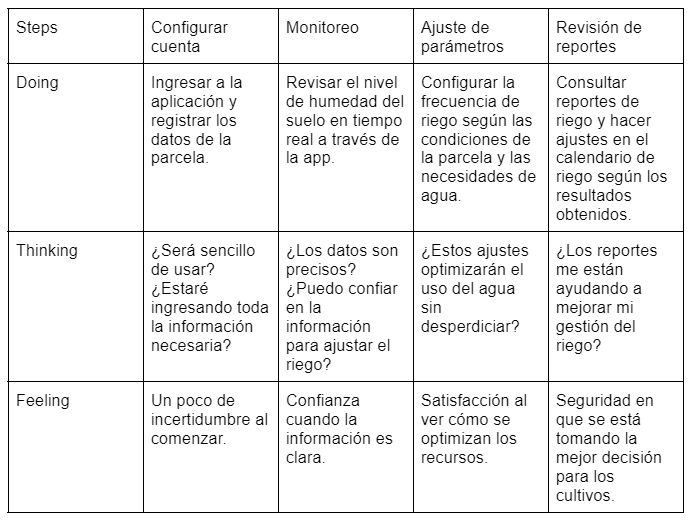 Steps
Configurar
cuenta
Monitoreo
Ajuste de
parámetros
Revisión de
reportes
Doing
Ingresar a la
aplicación y
registrar los
datos de la
parcela.
Revisar el nivel
de humedad del
suelo en tiempo
real a través de
la app.
Configurar la
frecuencia de
riego según las
condiciones de
la parcela y las
necesidades de
agua.
Consultar
reportes de
riego y hacer
ajustes en el
calendario de
riego según los
resultados
obtenidos.
Thinking
¿Será sencillo
de usar?
¿Estaré
ingresando toda
la información
necesaria?
¿Los datos son
precisos?
¿Puedo confiar
en la
información
para ajustar el
riego?
¿Estos ajustes
optimizarán el
uso del agua
sin
desperdiciar?
¿Los reportes
me están
ayudando a
mejorar mi
gestión del
riego?
Feeling
Un poco de
incertidumbre al
comenzar.
Confianza
cuando la
información es
clara.
Satisfacción al
ver cómo se
optimizan los
recursos.
Seguridad en
que se está
tomando la
mejor decisión
para los
cultivos.